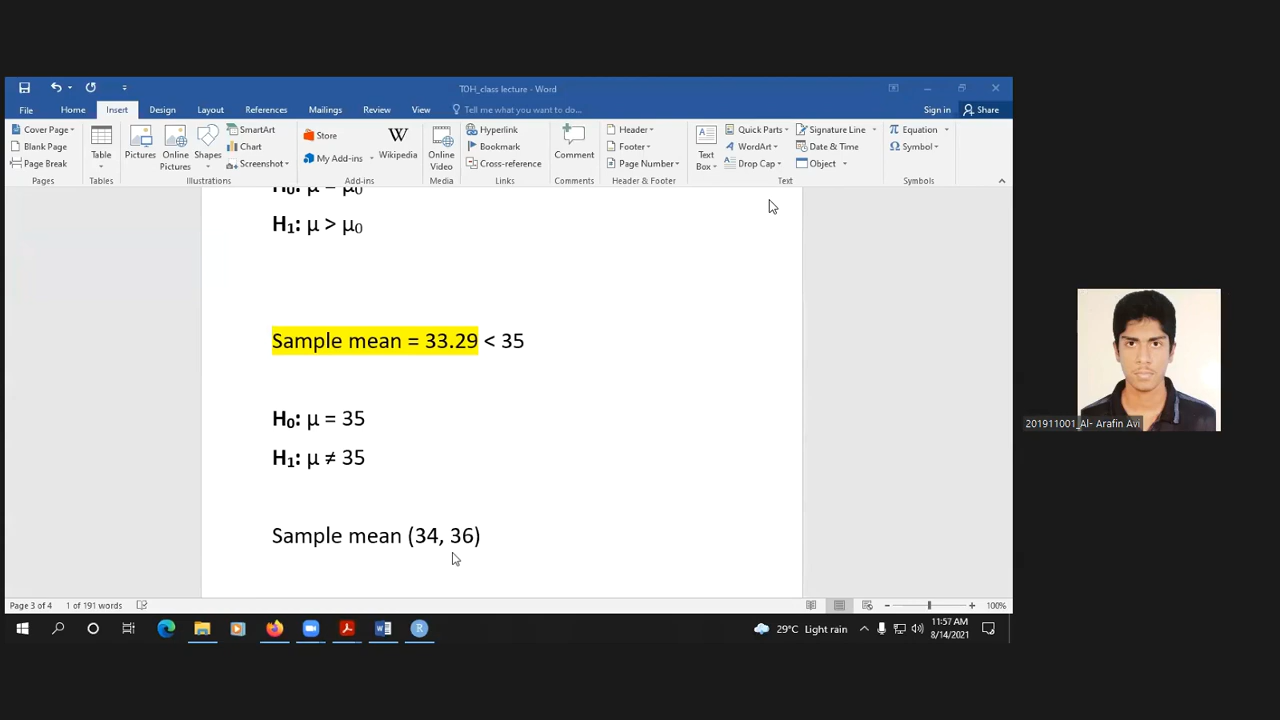 TOH_class lecture - Word
File Home Insert Design Layout References Mailings Review View Tell me what you want to do... Sign in Share
Cover Page
Blank Page
Page Break
Pages
Table
Tables
Pictures
Online Pictures
Shapes
SmartArt
Chart
Screenshot
Illustrations
Store
My Add-ins
Wikipedia
Add-ins
Online Video
Media
Hyperlink
Bookmark
Cross-reference
Links
Comment
Comments
Header
Footer
Page Number
Header & Footer
Text Box
Quick Parts
WordArt
Drop Cap
Signature Line
Date & Time
Object
Text
Equation
Symbol
Symbols
H₀: μ = μ₀
H₁: μ > μ₀
Sample mean = 33.29 < 35
H₀: μ = 35
H₁: μ ≠ 35
Sample mean (34, 36)
201911001_Al- Arafin Avi
Page 3 of 4 1 of 191 words 100%
29°C Light rain 11:57 AM
8/14/2021